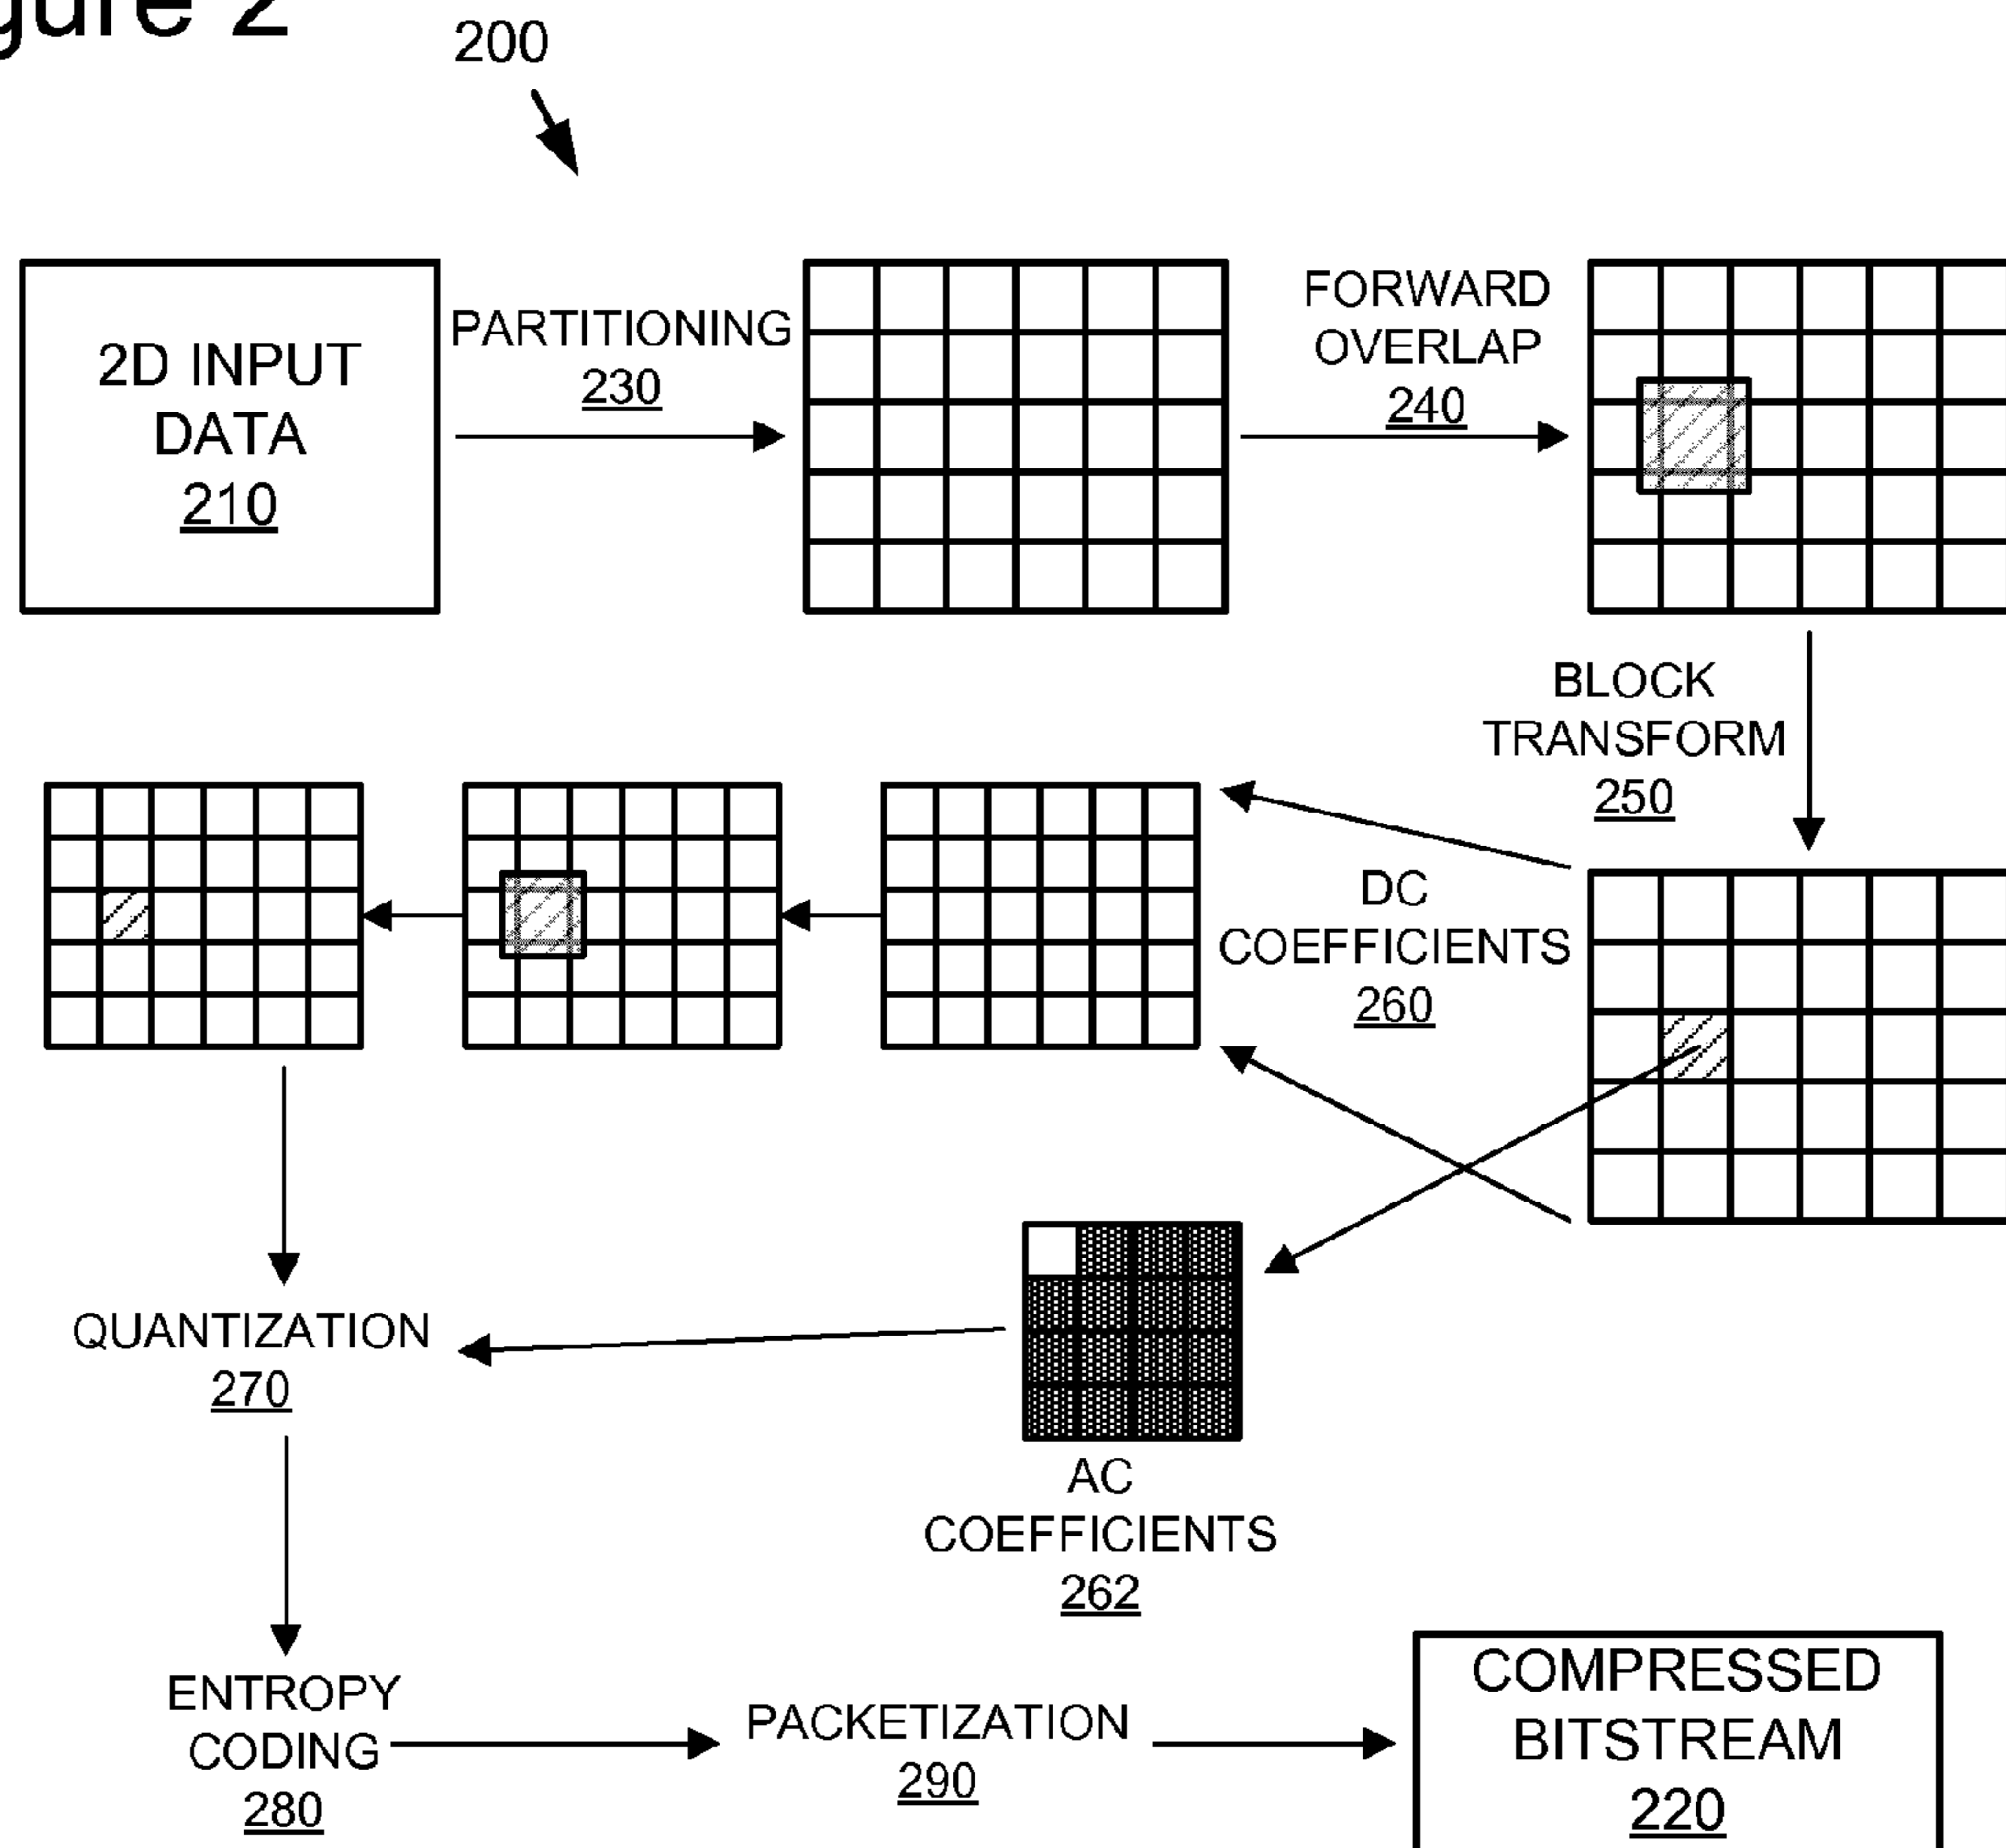 gure 2
200
2D INPUT
DATA
210
PARTITIONING
230
FORWARD
OVERLAP
240
BLOCK
TRANSFORM
250
DC
COEFFICIENTS
260
AC
COEFFICIENTS
262
QUANTIZATION
270
ENTROPY
CODING
280
PACKETIZATION
290
COMPRESSED
BITSTREAM
220